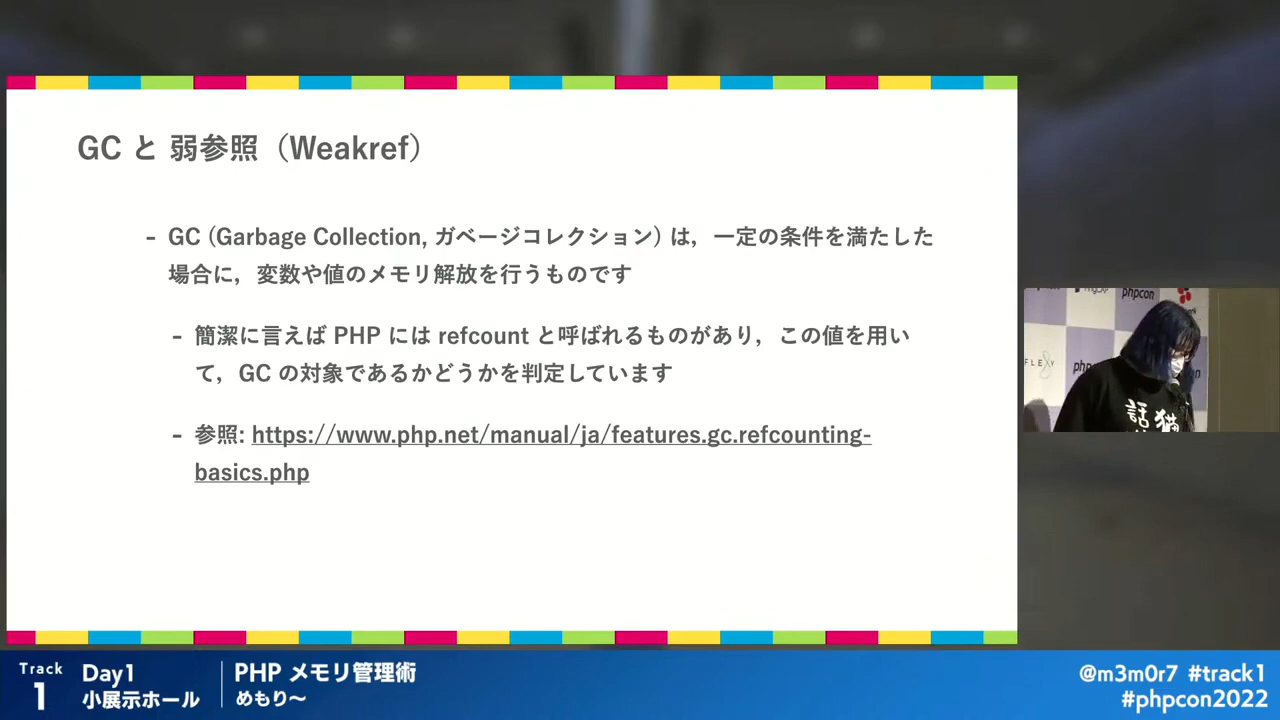 GC と 弱参照（Weakref）
- GC (Garbage Collection, ガベージコレクション) は，一定の条件を満たした
場合に，変数や値のメモリ解放を行うものです
- 簡潔に言えば PHP には refcount と呼ばれるものがあり，この値を用い
て，GC の対象であるかどうかを判定しています
- 参照: https://www.php.net/manual/ja/features.gc.refcounting-
basics.php
phpcon
FLEXY
php
話 猫
Track
1
Day1
小展示ホール
PHP メモリ管理術
めもり〜
@m3m0r7 #track1
#phpcon2022